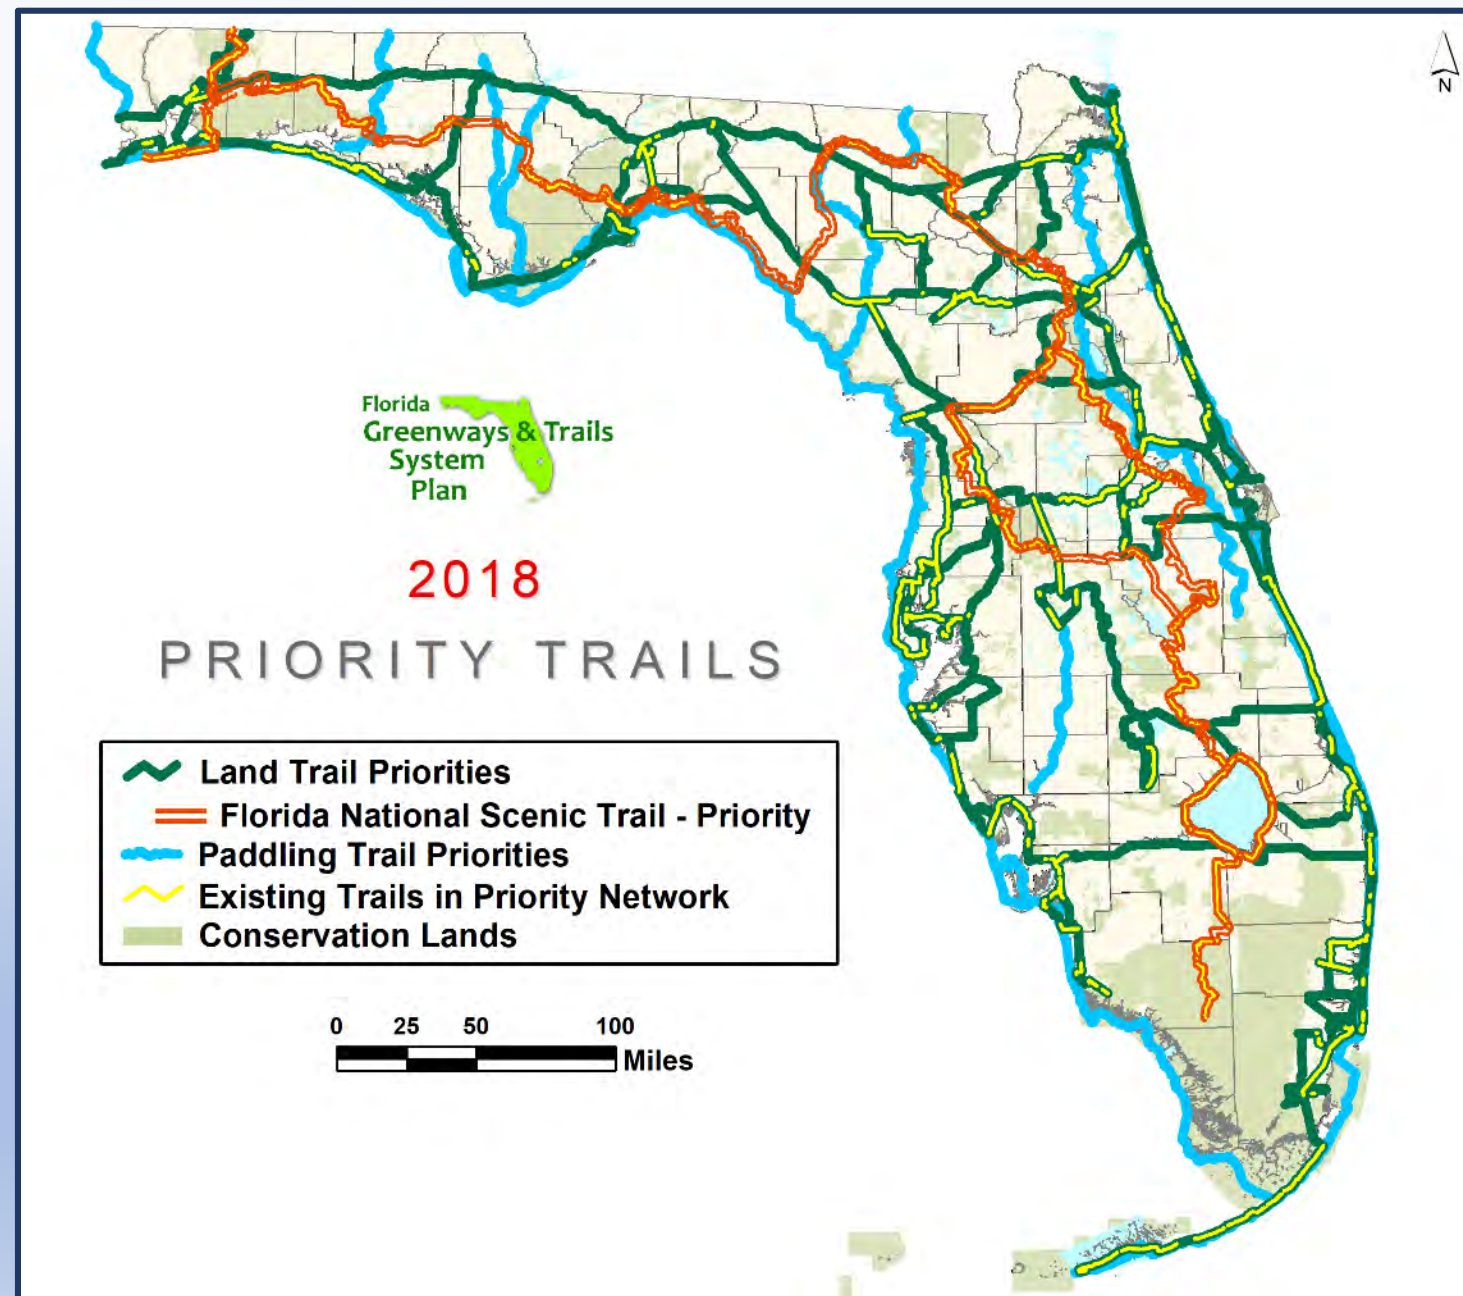 N
Florida
Greenways & Trails
System
Plan
2018
PRIORITY TRAILS
Land Trail Priorities
Florida National Scenic Trail - Priority
Paddling Trail Priorities
Existing Trails in Priority Network
Conservation Lands
0 25 50 100
Miles